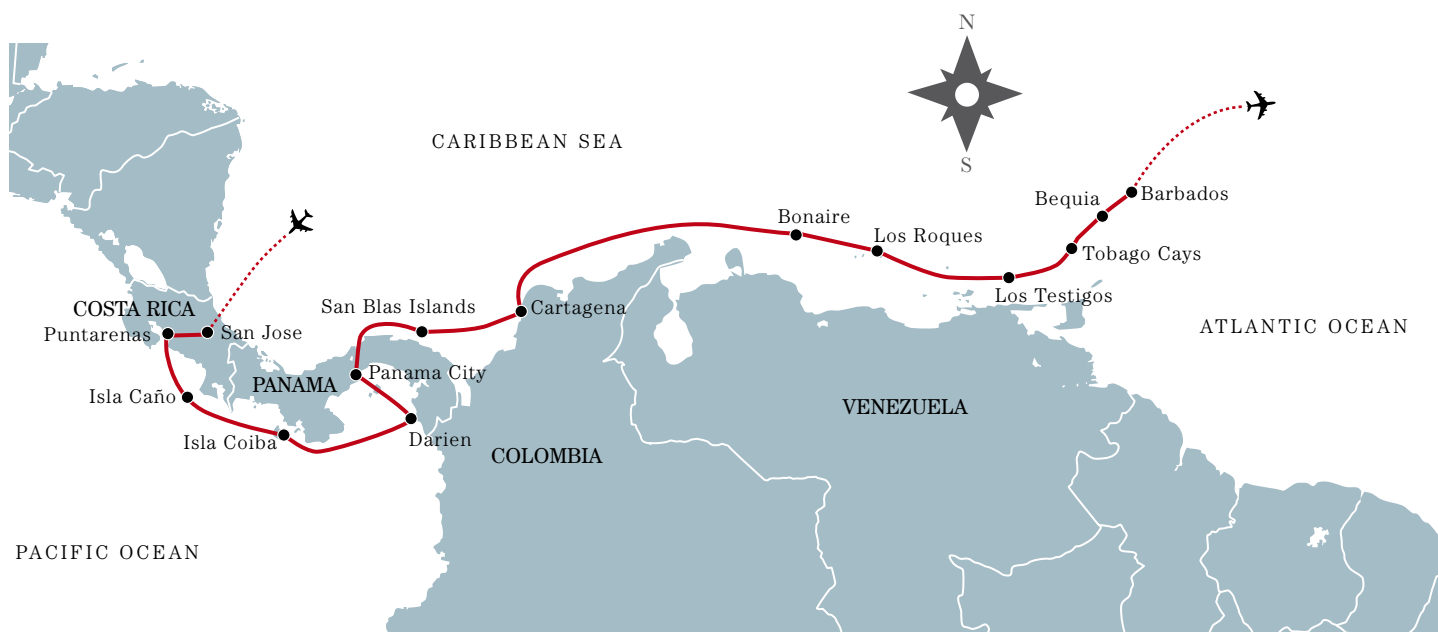 N
CARIBBEAN SEA
S
Bequia
Barbados
Bonaire
Los Roques
Tobago Cays
Los Testigos
COSTA RICA
San Blas Islands
Cartagena
Puntarenas
San Jose
ATLANTIC OCEAN
PANAMA
Panama City
Isla Caño
VENEZUELA
Isla Coiba
Darien
COLOMBIA
PACIFIC OCEAN